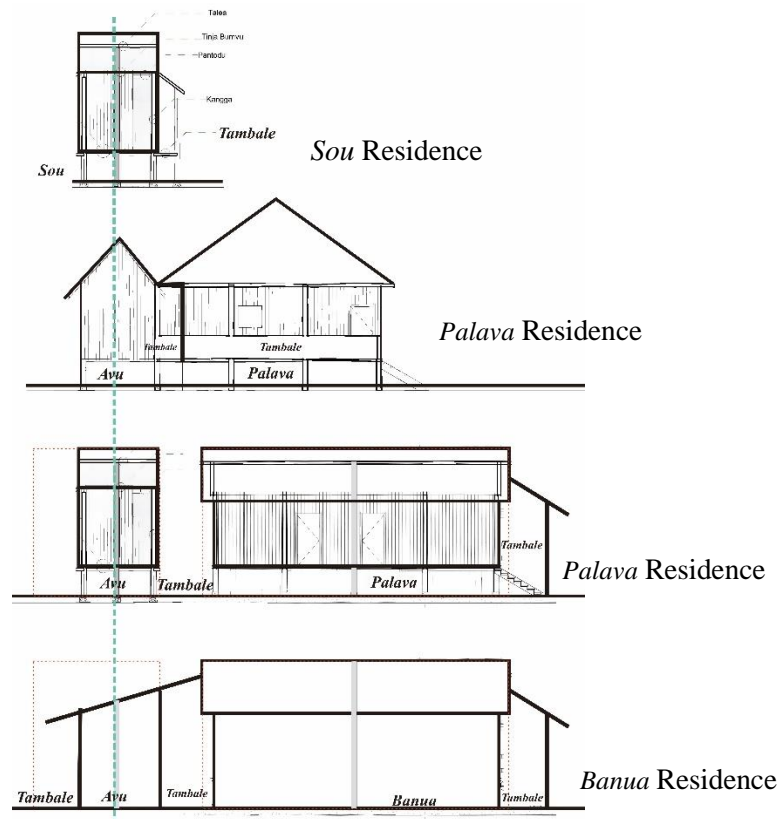 Talea
Tinja Bumvu
Pantodu
Kangga
Tambale
Sou
Sou Residence
Tambale
Tambale
Avu
Palava
Palava Residence
Tambale
Avu
Tambale
Palava
Palava Residence
Tambale
Avu
Tambale
Banua
Tambale
Banua Residence